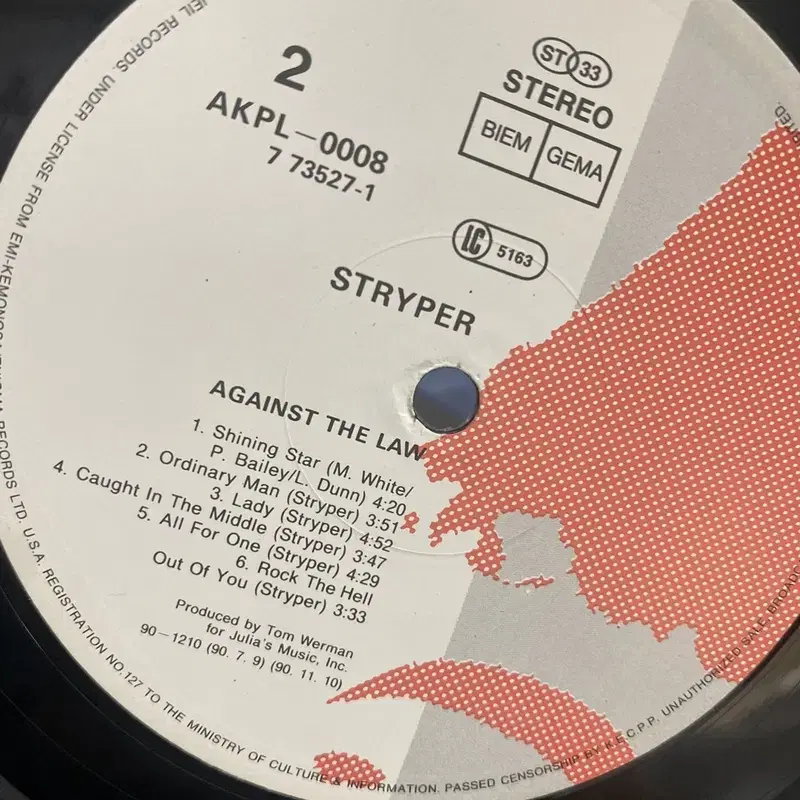 2
AKPL—0008
7 73527-1
ST 33
STEREO
BIEM GEMA
LC 5163
STRYPER
AGAINST THE LAW
1. Shining Star (M. White/
P. Bailey/L. Dunn) 4:20
2. Ordinary Man (Stryper) 3:51
3. Lady (Stryper) 4:52
4. Caught In The Middle (Stryper) 3:47
5. All For One (Stryper) 4:29
6. Rock The Hell
Out Of You (Stryper) 3:33
Produced by Tom Werman
for Julia's Music, Inc.
90—1210 (90. 7. 9) (90. 11. 10)
RECORDS. UNDER LICENSE FROM RECORDS LTD. U.S.A. REGISTRATION NO.127 TO THE MINISTRY OF CULTURE & INFORMATION. PASSED CENSORSHIP BY K.E.C.P.P. UNAUTHORIZED SALE, BROADC